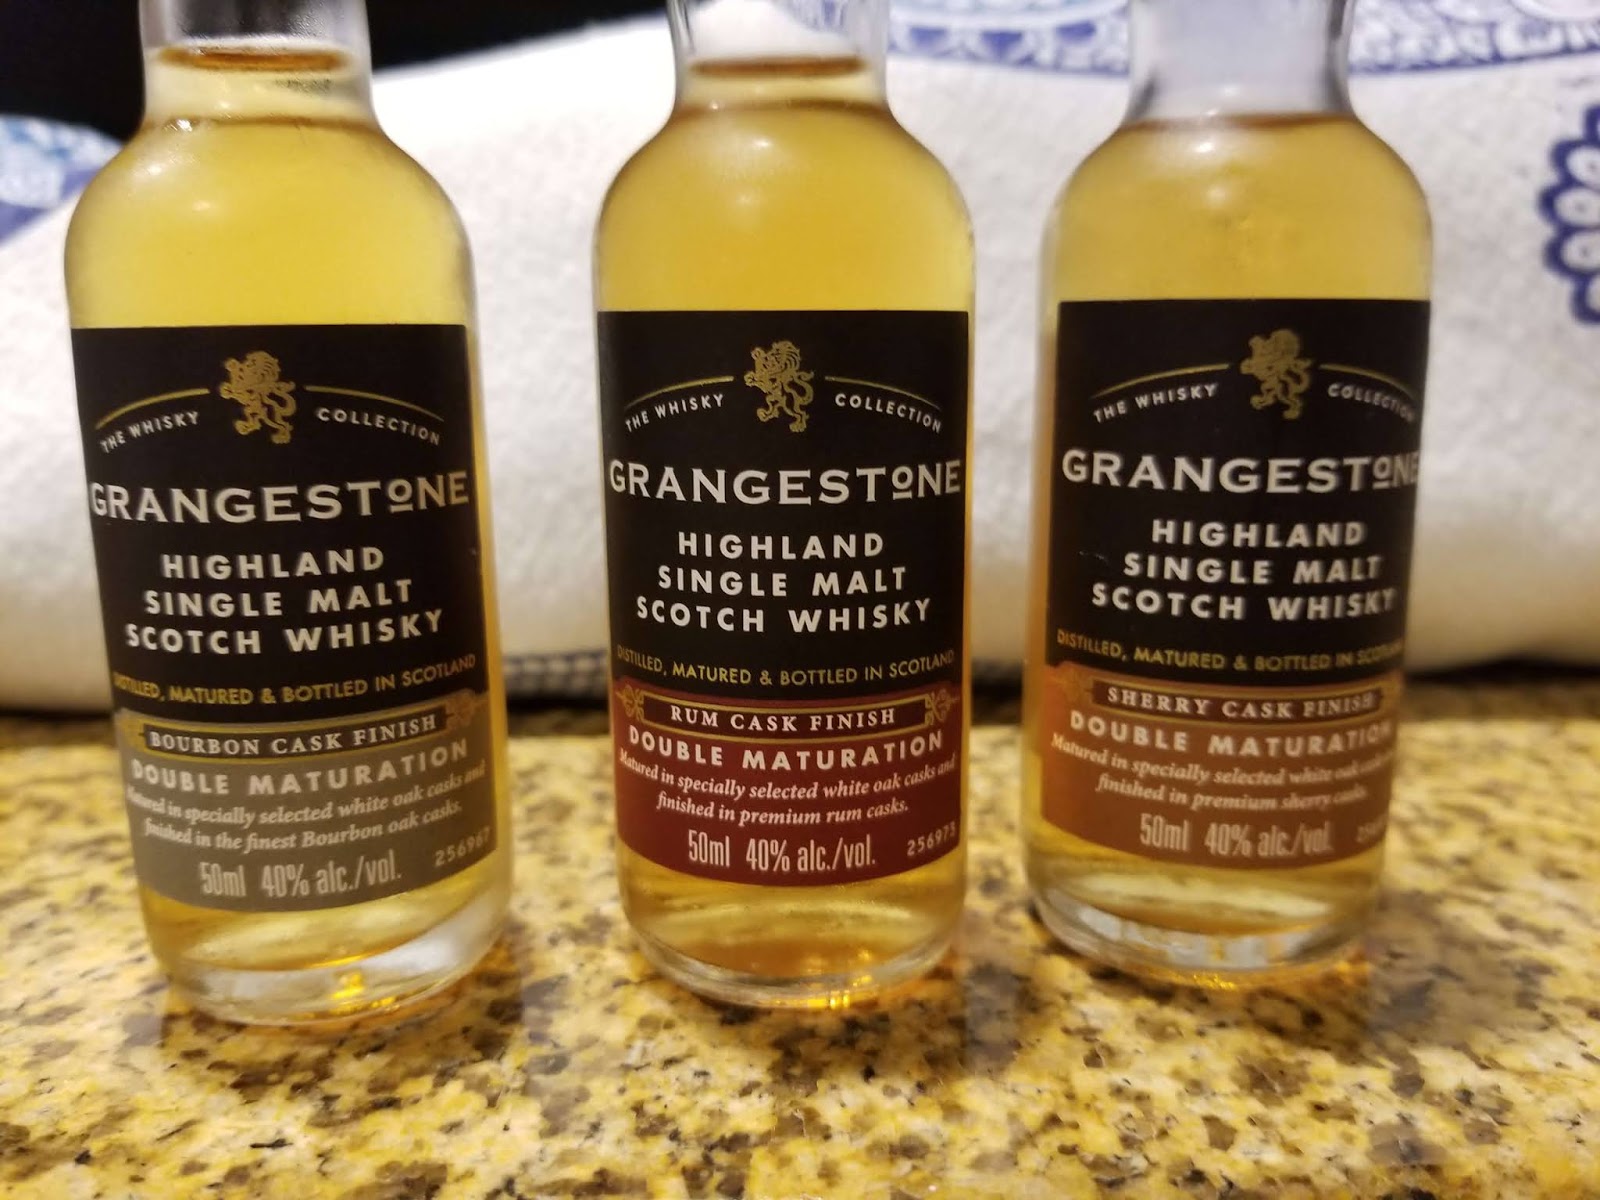 THE WHISKY COLLECTION
GRANGESTONE
HIGHLAND
SINGLE MALT
SCOTCH WHISKY
DISTILLED, MATURED & BOTTLED IN SCOTLAND
BOURBON CASK FINISH
DOUBLE MATURATION
Matured in specially selected white oak casks and
finished in the finest Bourbon oak casks.
50ml 40% alc./vol.
256967
THE WHISKY COLLECTION
GRANGESTONE
HIGHLAND
SINGLE MALT
SCOTCH WHISKY
DISTILLED, MATURED & BOTTLED IN SCOTLAND
RUM CASK FINISH
DOUBLE MATURATION
Matured in specially selected white oak casks and
finished in premium rum casks.
50ml 40% alc./vol.
256975
THE WHISKY COLLECTION
GRANGESTONE
HIGHLAND
SINGLE MALT
SCOTCH WHISKY
DISTILLED, MATURED & BOTTLED IN SCOTLAND
SHERRY CASK FINISH
DOUBLE MATURATION
Matured in specially selected white oak
finished in premium sherry casks.
50ml 40% alc./vol.